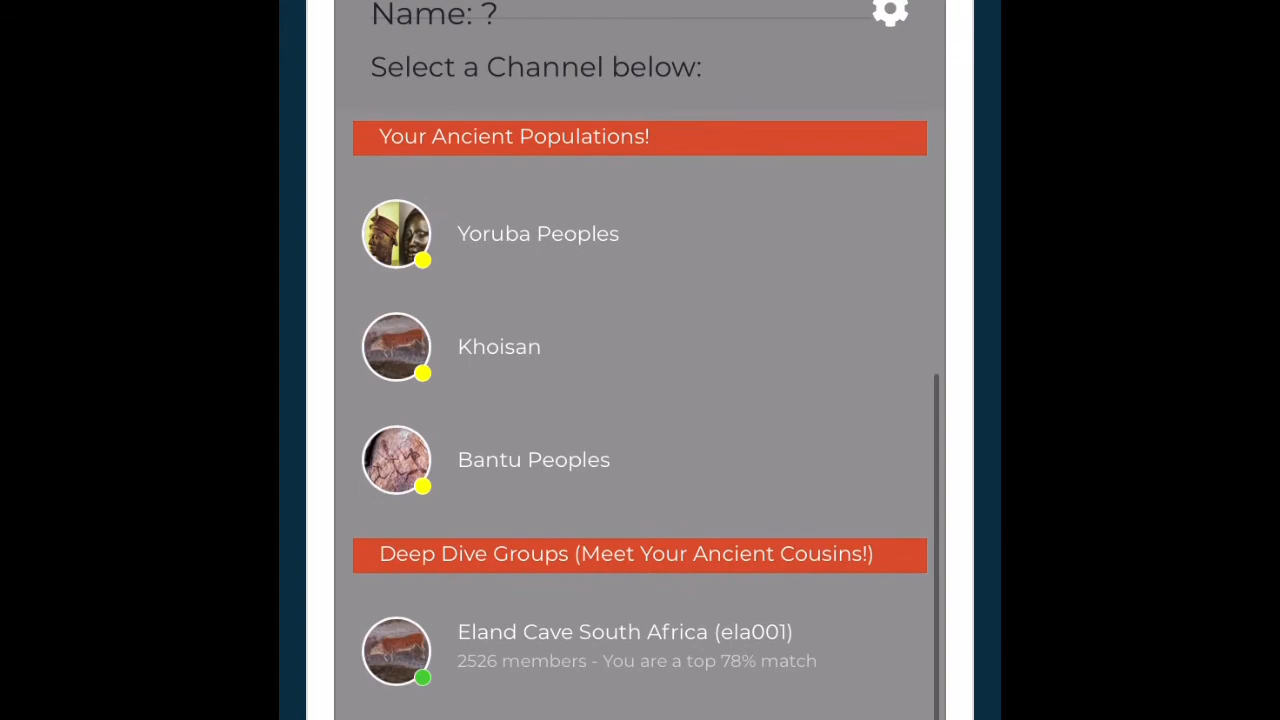 Name: ?
Select a Channel below:
Your Ancient Populations!
Yoruba Peoples
Khoisan
Bantu Peoples
Deep Dive Groups (Meet Your Ancient Cousins!)
Eland Cave South Africa (ela001)
2526 members - You are a top 78% match